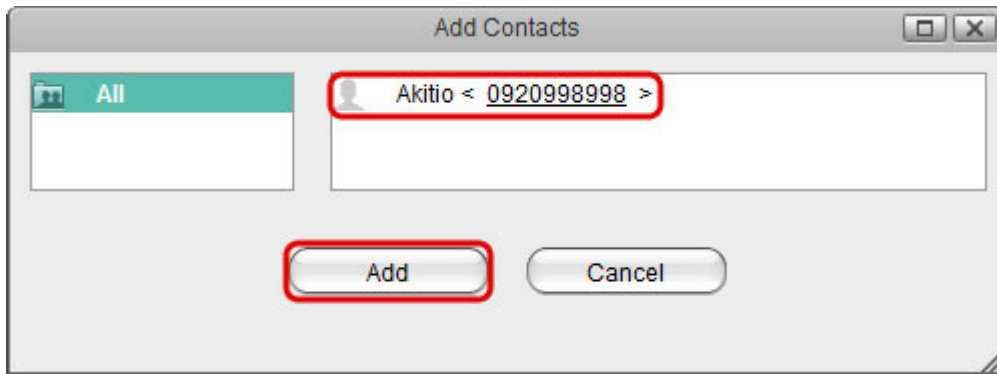 Add Contacts
All
Akitio < 0920998998 >
Add
Cancel